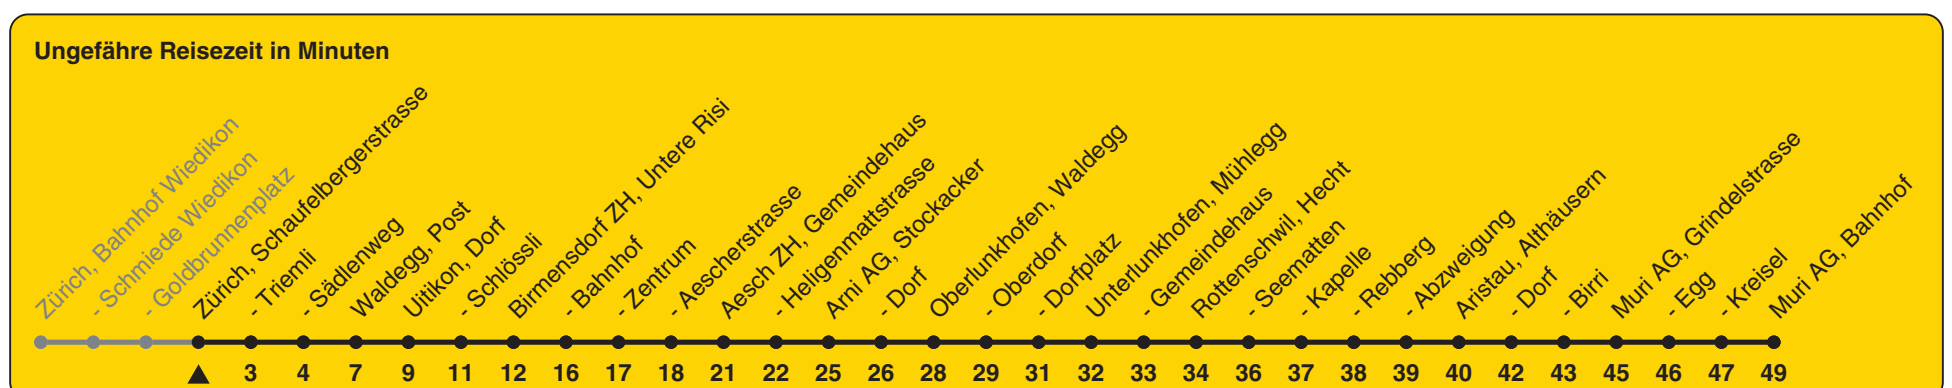 Ungefähre Reisezeit in Minuten
Zürich, Bahnhof Wiedikon
- Schmiede Wiedikon
- Goldbrunnenplatz
Zürich, Schaufelbergerstrasse
- Triemli
- Sädlenweg
Waldegg, Post
Uitikon, Dorf
- Schlössli
Birmensdorf ZH, Untere Risi
- Bahnhof
- Zentrum
- Aescherstrasse
Aesch ZH, Gemeindehaus
- Heligenmattstrasse
Arni AG, Stockacker
- Dorf
Oberlunkhofen, Waldegg
- Oberdorf
- Dorfplatz
Unterlunkhofen, Mühlegg
- Gemeindehaus
Rottenschwil, Hecht
- Seematten
- Kapelle
- Rebberg
- Abzweigung
Aristau, Althäusern
- Dorf
- Birri
Muri AG, Grindelstrasse
- Egg
- Kreisel
Muri AG, Bahnhof
3 4 7 9 11 12 16 17 18 21 22 25 26 28 29 31 32 33 34 36 37 38 39 40 42 43 45 46 47 49